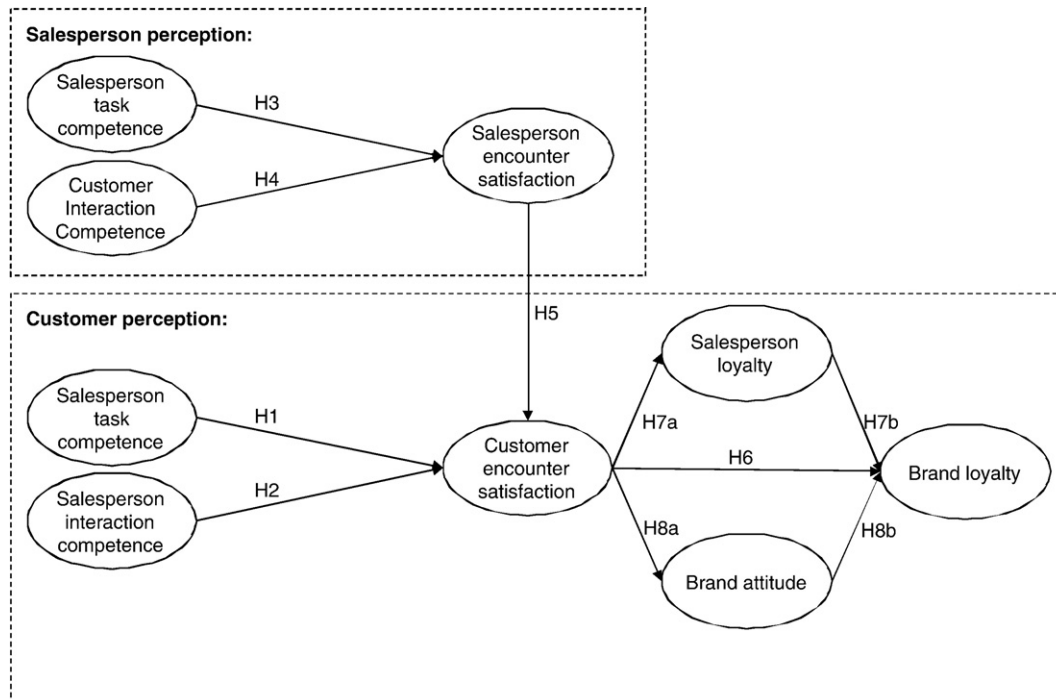 Salesperson perception:
Salesperson
task
competence
H3
H4
Customer
Interaction
Competence
Salesperson
encounter
satisfaction
H5
Customer perception:
Salesperson
task
competence
H1
H2
Salesperson
interaction
competence
Customer
encounter
satisfaction
Salesperson
loyalty
H7a
H7b
H6
Brand loyalty
H8a
H8b
Brand attitude